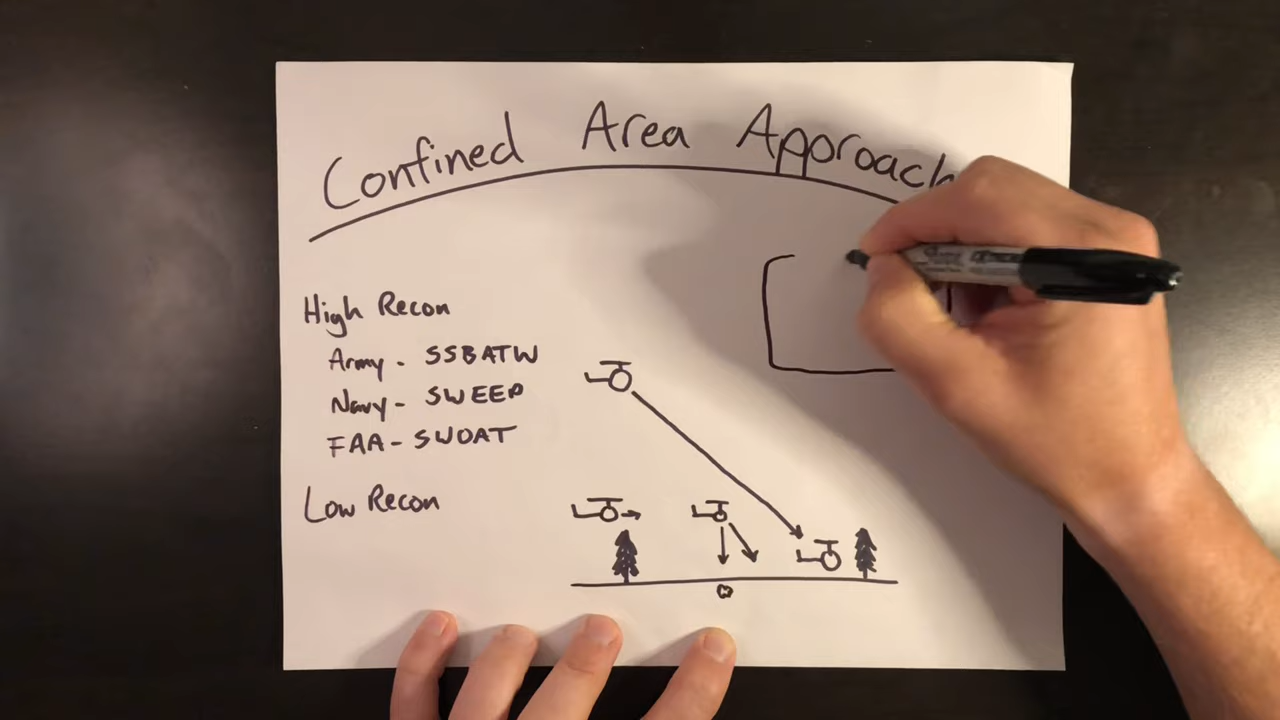 Confined Area Approach
High Recon
Army - SSBATW
Navy - SWEEP
FAA - SWOAT
Low Recon
H